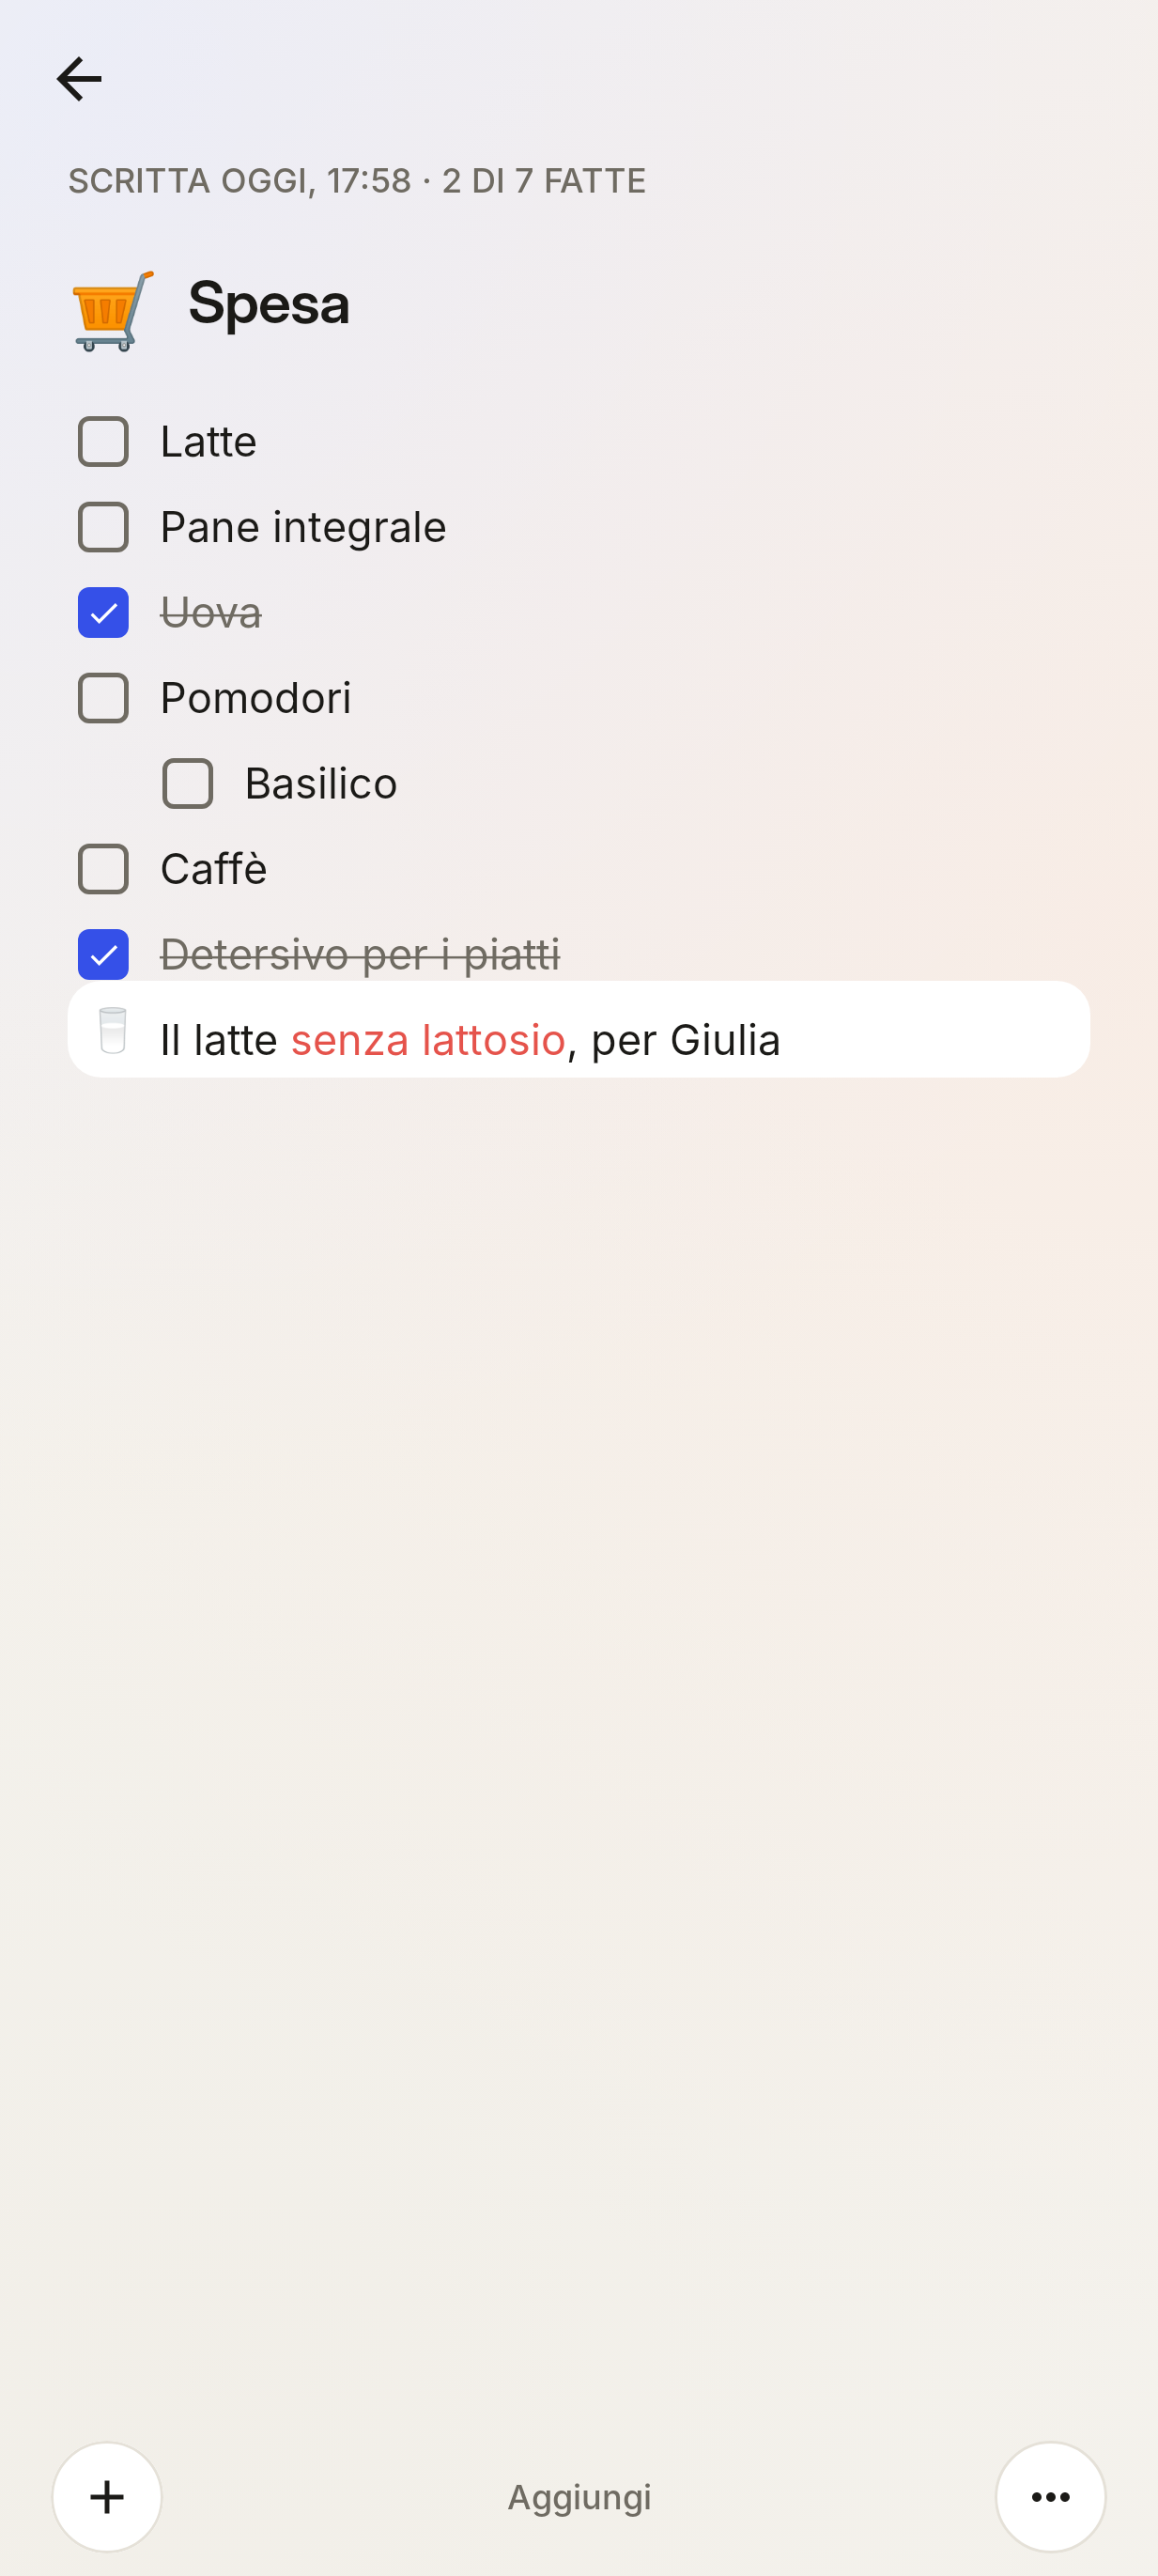 SCRITTA OGGI, 17:58 · 2 DI 7 FATTE
Spesa
Latte
Pane integrale
Uova
Pomodori
Basilico
Caffè
Detersivo per i piatti
Il latte senza lattosio, per Giulia
Aggiungi